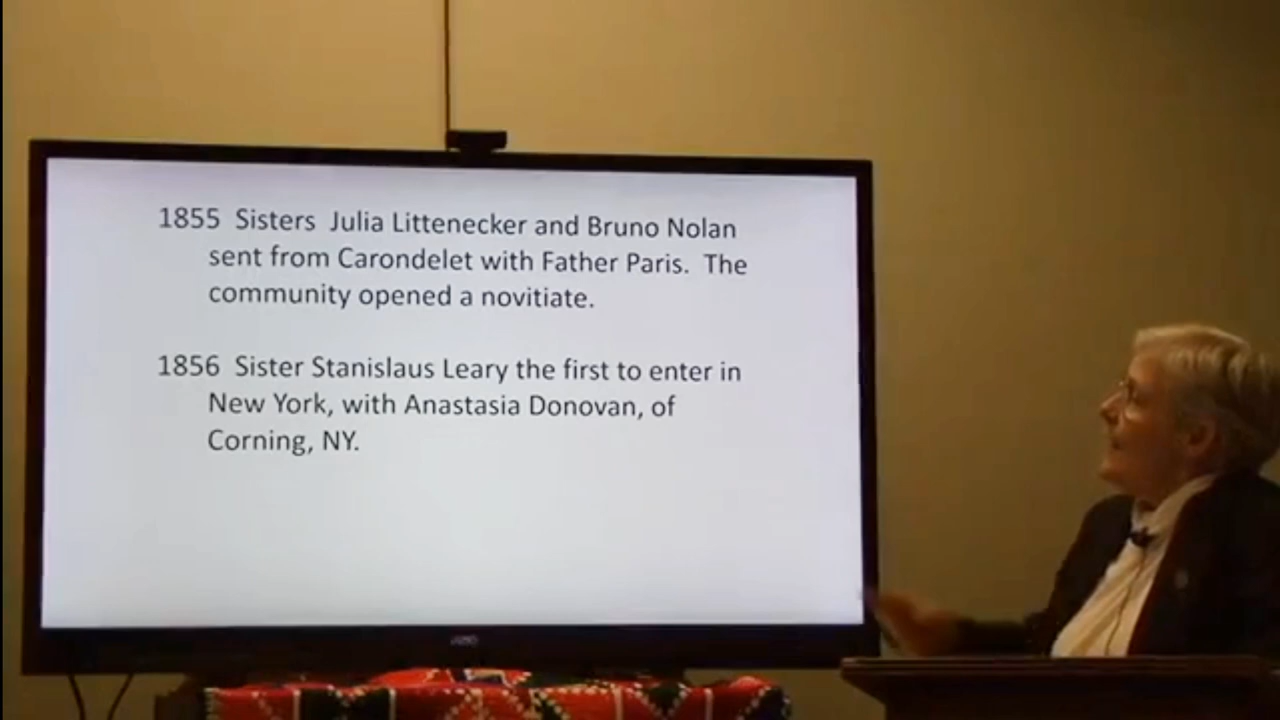 1855 Sisters Julia Littenecker and Bruno Nolan
sent from Carondelet with Father Paris. The
community opened a novitiate.
1856 Sister Stanislaus Leary the first to enter in
New York, with Anastasia Donovan, of
Corning, NY.